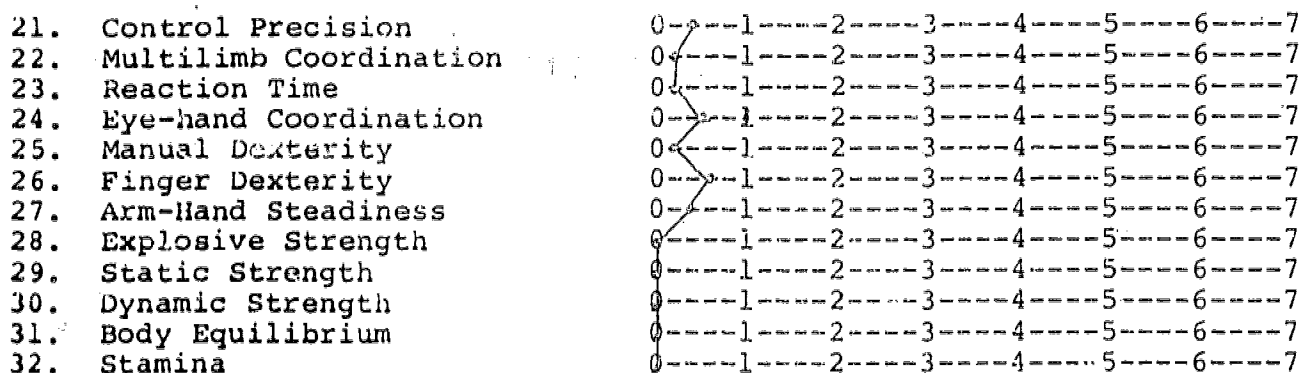 21. Control Precision 0----1----2----3----4----5----6----7
22. Multilimb Coordination 0----1----2----3----4----5----6----7
23. Reaction Time 0----1----2----3----4----5----6----7
24. Eye-hand Coordination 0----1----2----3----4----5----6----7
25. Manual Dexterity 0----1----2----3----4----5----6----7
26. Finger Dexterity 0----1----2----3----4----5----6----7
27. Arm-Hand Steadiness 0----1----2----3----4----5----6----7
28. Explosive Strength 0----1----2----3----4----5----6----7
29. Static Strength 0----1----2----3----4----5----6----7
30. Dynamic Strength 0----1----2----3----4----5----6----7
31. Body Equilibrium 0----1----2----3----4----5----6----7
32. Stamina 0----1----2----3----4----5----6----7